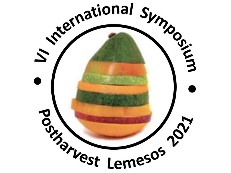 VI International Symposium
Postharvest Lemesos 2021